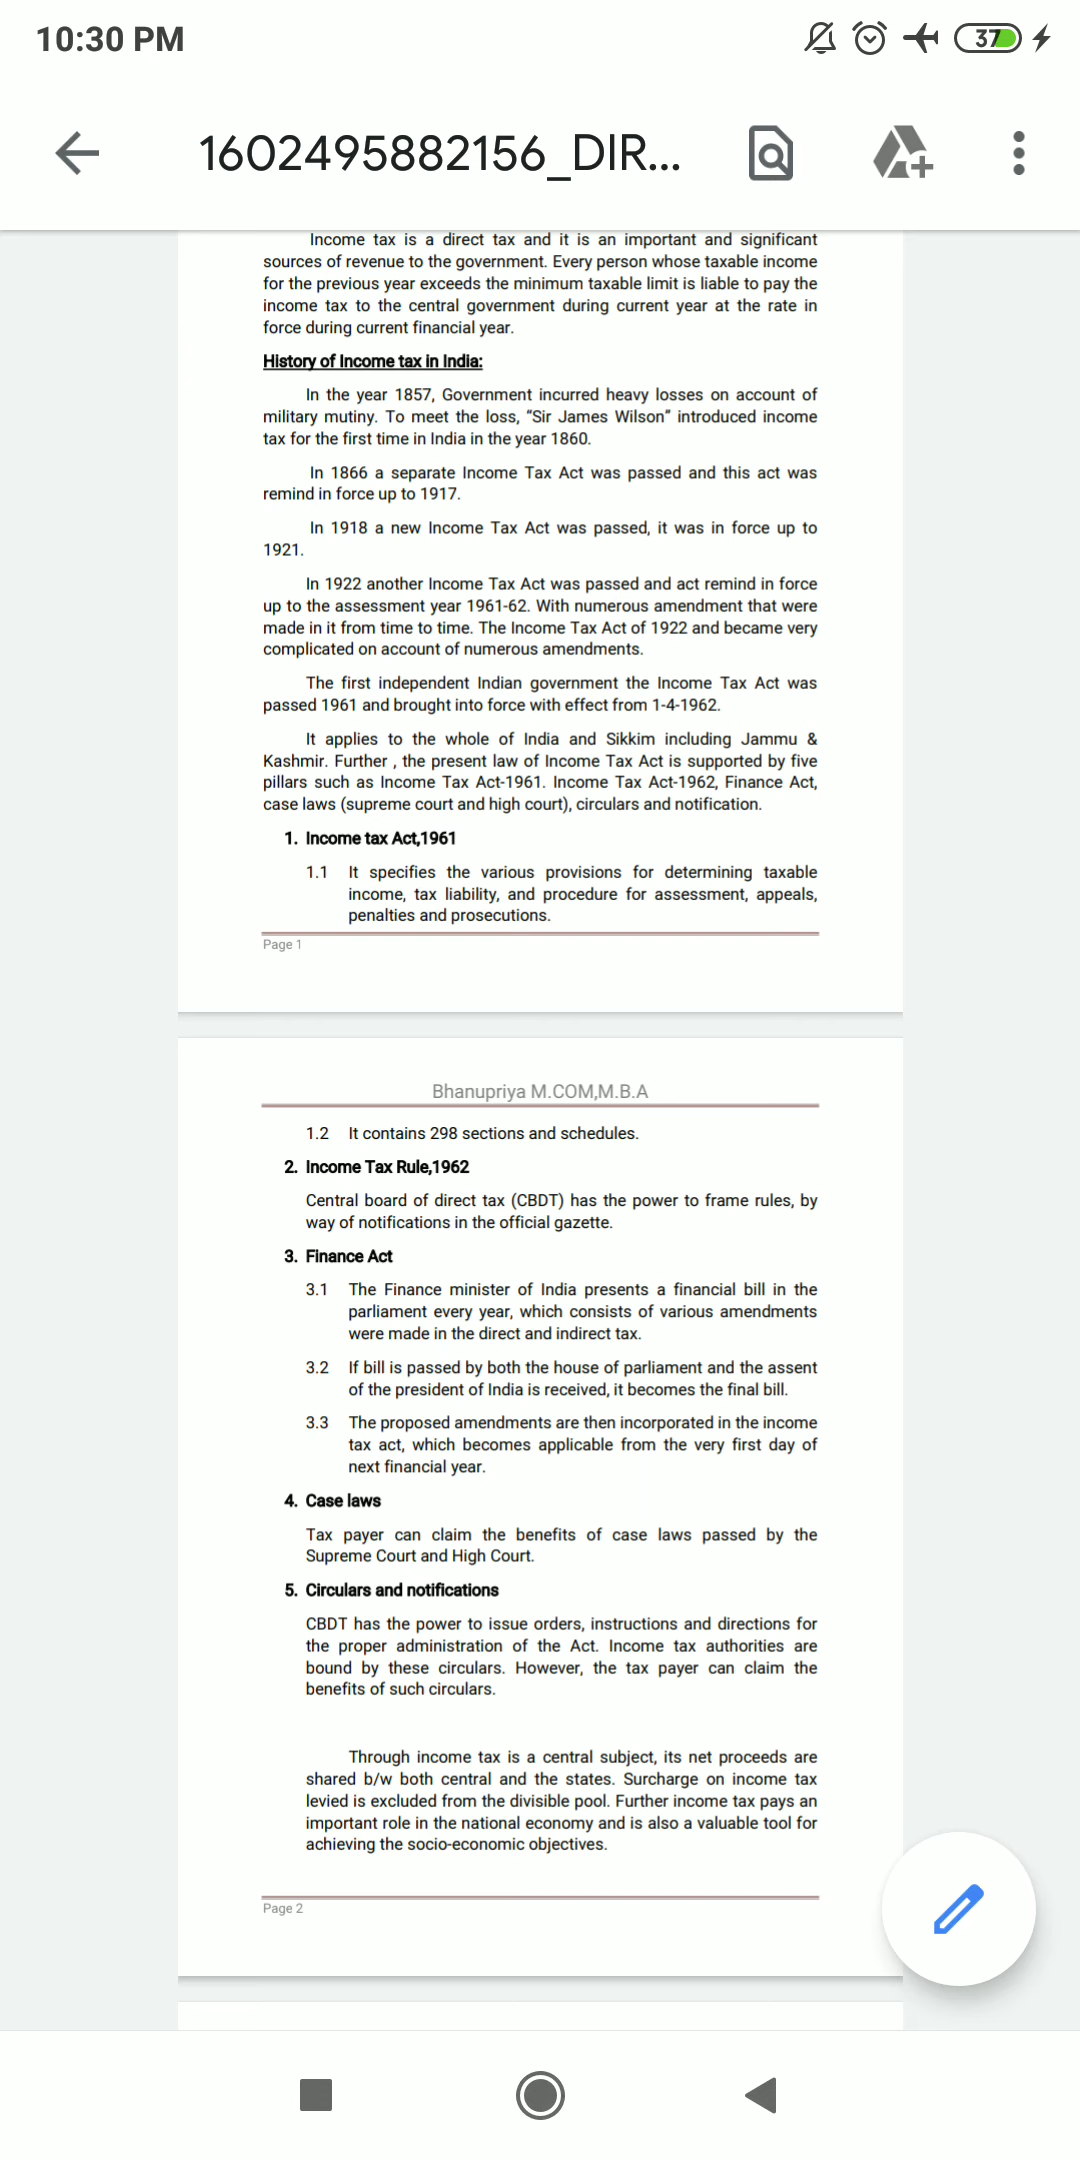 10:30 PM
37
1602495882156_DIR...
Income tax is a direct tax and it is an important and significant
sources of revenue to the government. Every person whose taxable income
for the previous year exceeds the minimum taxable limit is liable to pay the
income tax to the central government during current year at the rate in
force during current financial year.
History of Income tax in India:
In the year 1857, Government incurred heavy losses on account of
military mutiny. To meet the loss, “Sir James Wilson” introduced income
tax for the first time in India in the year 1860.
In 1866 a separate Income Tax Act was passed and this act was
remind in force up to 1917.
In 1918 a new Income Tax Act was passed, it was in force up to
1921.
In 1922 another Income Tax Act was passed and act remind in force
up to the assessment year 1961-62. With numerous amendment that were
made in it from time to time. The Income Tax Act of 1922 and became very
complicated on account of numerous amendments.
The first independent Indian government the Income Tax Act was
passed 1961 and brought into force with effect from 1-4-1962.
It applies to the whole of India and Sikkim including Jammu &
Kashmir. Further , the present law of Income Tax Act is supported by five
pillars such as Income Tax Act-1961. Income Tax Act-1962, Finance Act,
case laws (supreme court and high court), circulars and notification.
1. Income tax Act,1961
1.1 It specifies the various provisions for determining taxable
income, tax liability, and procedure for assessment, appeals,
penalties and prosecutions.
Page 1
Bhanupriya M.COM,M.B.A
1.2 It contains 298 sections and schedules.
2. Income Tax Rule,1962
Central board of direct tax (CBDT) has the power to frame rules, by
way of notifications in the official gazette.
3. Finance Act
3.1 The Finance minister of India presents a financial bill in the
parliament every year, which consists of various amendments
were made in the direct and indirect tax.
3.2 If bill is passed by both the house of parliament and the assent
of the president of India is received, it becomes the final bill.
3.3 The proposed amendments are then incorporated in the income
tax act, which becomes applicable from the very first day of
next financial year.
4. Case laws
Tax payer can claim the benefits of case laws passed by the
Supreme Court and High Court.
5. Circulars and notifications
CBDT has the power to issue orders, instructions and directions for
the proper administration of the Act. Income tax authorities are
bound by these circulars. However, the tax payer can claim the
benefits of such circulars.
Through income tax is a central subject, its net proceeds are
shared b/w both central and the states. Surcharge on income tax
levied is excluded from the divisible pool. Further income tax pays an
important role in the national economy and is also a valuable tool for
achieving the socio-economic objectives.
Page 2